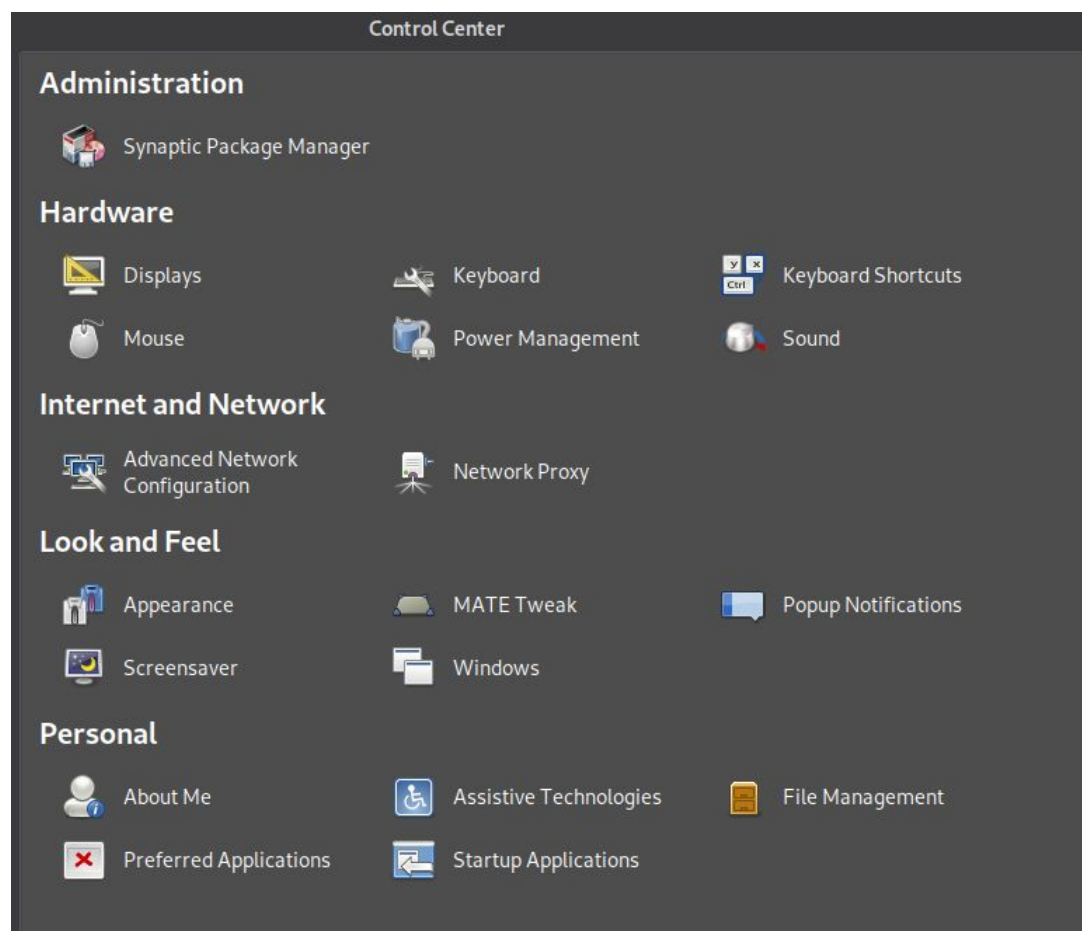 Control Center
Administration
Synaptic Package Manager
Hardware
Displays
Keyboard
y x
Ctrl
Keyboard Shortcuts
Mouse
Power Management
Sound
Internet and Network
Advanced Network
Configuration
Network Proxy
Look and Feel
Appearance
MATE Tweak
Popup Notifications
Screensaver
Windows
Personal
About Me
Assistive Technologies
File Management
Preferred Applications
Startup Applications